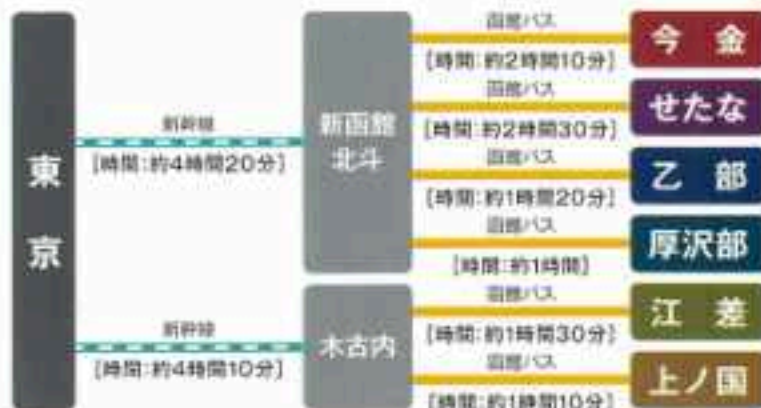 東京
新幹線
[時間:約4時間20分]
新函館
北斗
函館バス
[時間:約2時間10分]
今金
函館バス
[時間:約2時間30分]
せたな
函館バス
[時間:約1時間20分]
乙部
函館バス
[時間:約1時間]
厚沢部
新幹線
[時間:約4時間10分]
木古内
函館バス
[時間:約1時間30分]
江差
函館バス
[時間:約1時間10分]
上ノ国